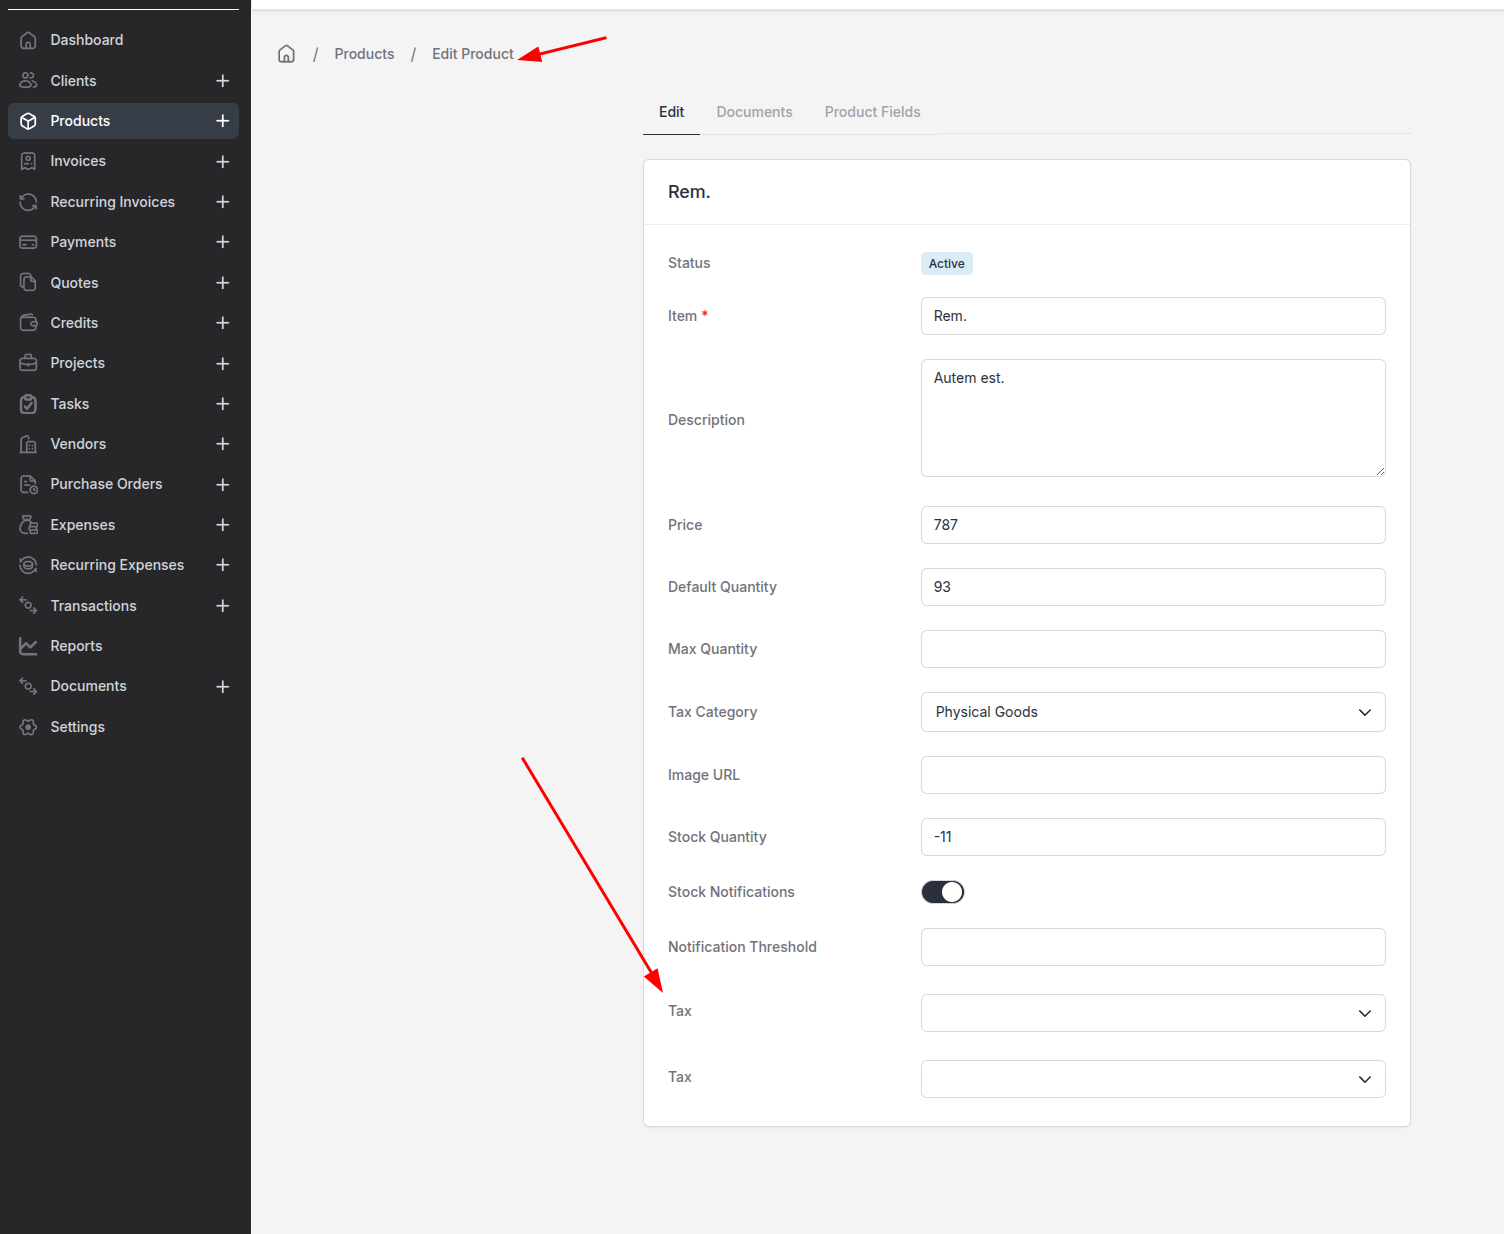 Dashboard
Clients
Products
Invoices
Recurring Invoices
Payments
Quotes
Credits
Projects
Tasks
Vendors
Purchase Orders
Expenses
Recurring Expenses
Transactions
Reports
Documents
Settings
/ Products / Edit Product
Edit Documents Product Fields
Rem.
Status Active
Item * Rem.
Description Autem est.
Price 787
Default Quantity 93
Max Quantity
Tax Category Physical Goods
Image URL
Stock Quantity -11
Stock Notifications
Notification Threshold
Tax
Tax